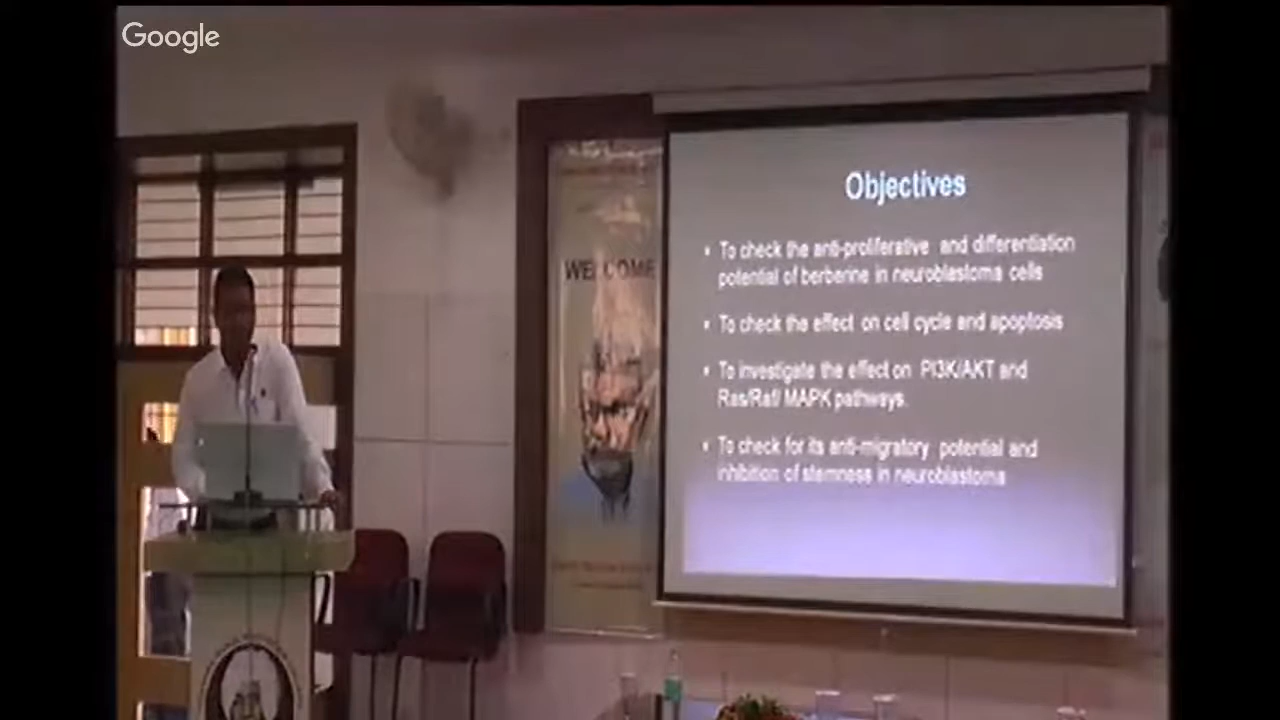 Google
WELCOME
Objectives
• To check the anti-proliferative and differentiation
potential of berberine in neuroblastoma cells
• To check the effect on cell cycle and apoptosis
• To investigate the effect on PI3K/AKT and
Ras/Raf/ MAPK pathways.
• To check for its anti-migratory potential and
inhibition of stemness in neuroblastoma